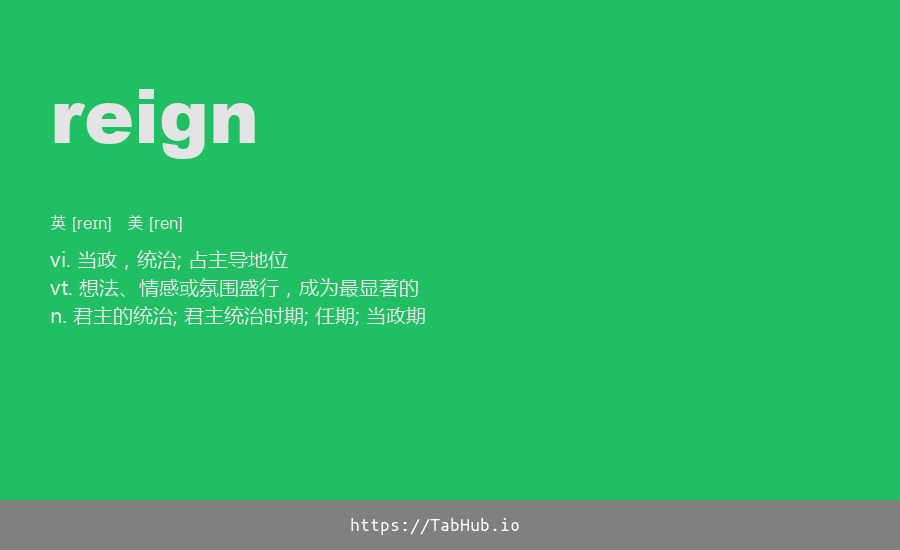 reign
英 [reɪn] 美 [ren]
vi. 当政，统治; 占主导地位
vt. 想法、情感或氛围盛行，成为最显著的
n. 君主的统治; 君主统治时期; 任期; 当政期
https://TabHub.io